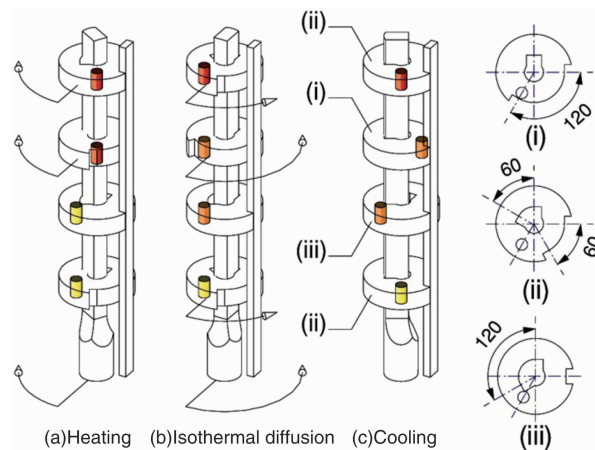 (ii)
(i)
(iii)
(ii)
120
(i)
60
60
(ii)
120
(iii)
(a)Heating
(b)Isothermal diffusion
(c)Cooling